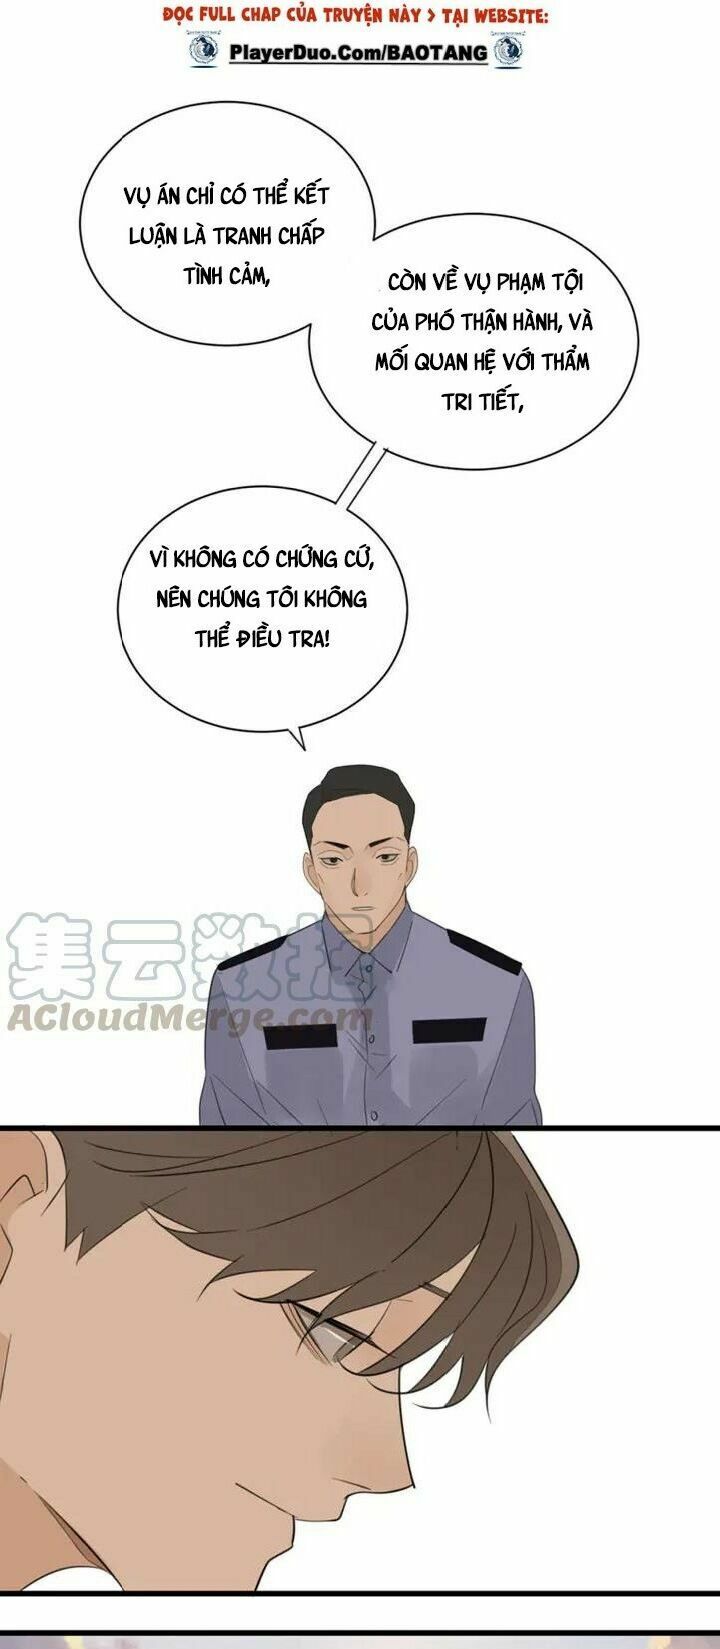 ĐỌC FULL CHAP CỦA TRUYỆN NÀY > TẠI WEBSITE:
PlayerDuo.Com/BAOTANG
VỤ ÁN CHỈ CÓ THỂ KẾT
LUẬN LÀ TRANH CHẤP
TÌNH CẢM,
CÒN VỀ VỤ PHẠM TỘI
CỦA PHÓ THẬN HÀNH, VÀ
MỐI QUAN HỆ VỚI THẨM
TRI TIẾT,
VÌ KHÔNG CÓ CHỨNG CỨ,
NÊN CHÚNG TÔI KHÔNG
THỂ ĐIỀU TRA!
集云数据
ACloudMerge.com